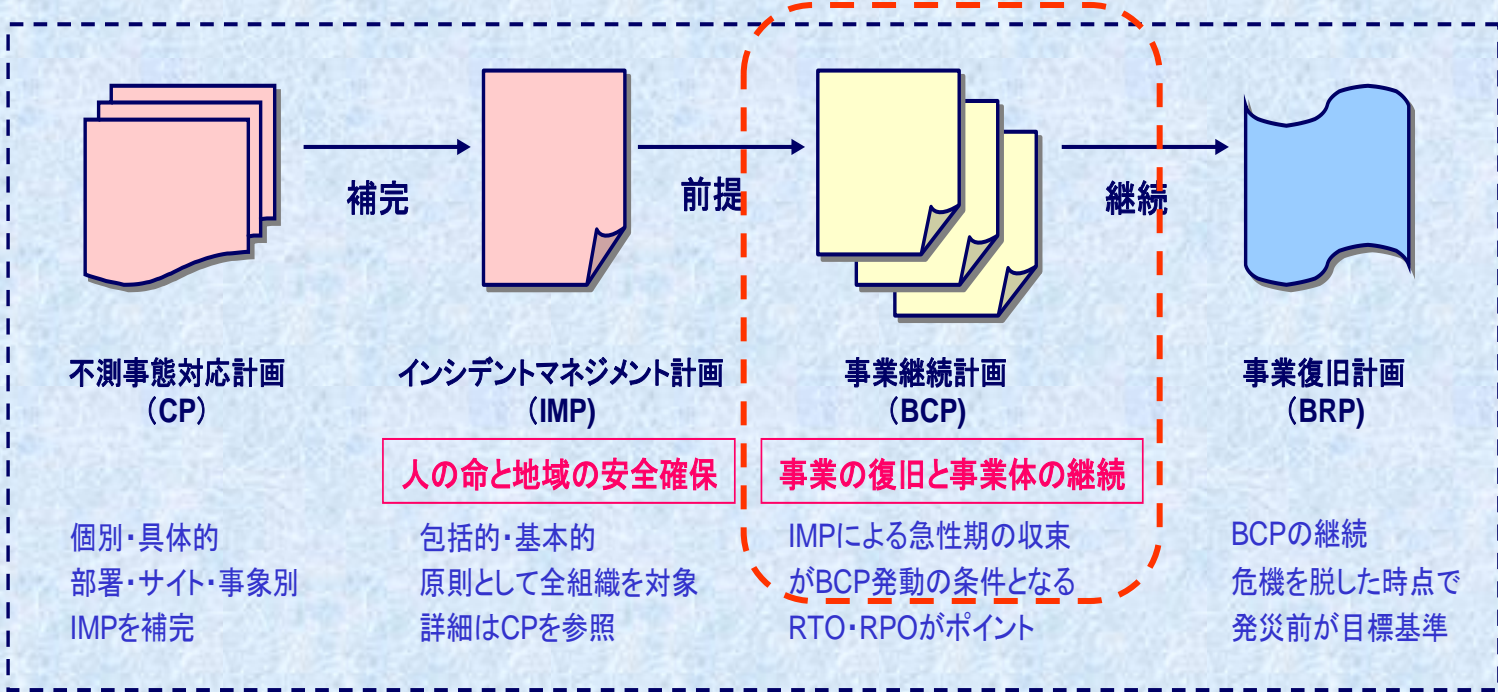 補完
前提
継続
不測事態対応計画
（CP）
インシデントマネジメント計画
（IMP)
事業継続計画
（BCP)
事業復旧計画
（BRP)
人の命と地域の安全確保
事業の復旧と事業体の継続
個別・具体的
部署・サイト・事象別
IMPを補完
包括的・基本的
原則として全組織を対象
詳細はCPを参照
IMPによる急性期の収束
がBCP発動の条件となる
RTO・RPOがポイント
BCPの継続
危機を脱した時点で
発災前が目標基準